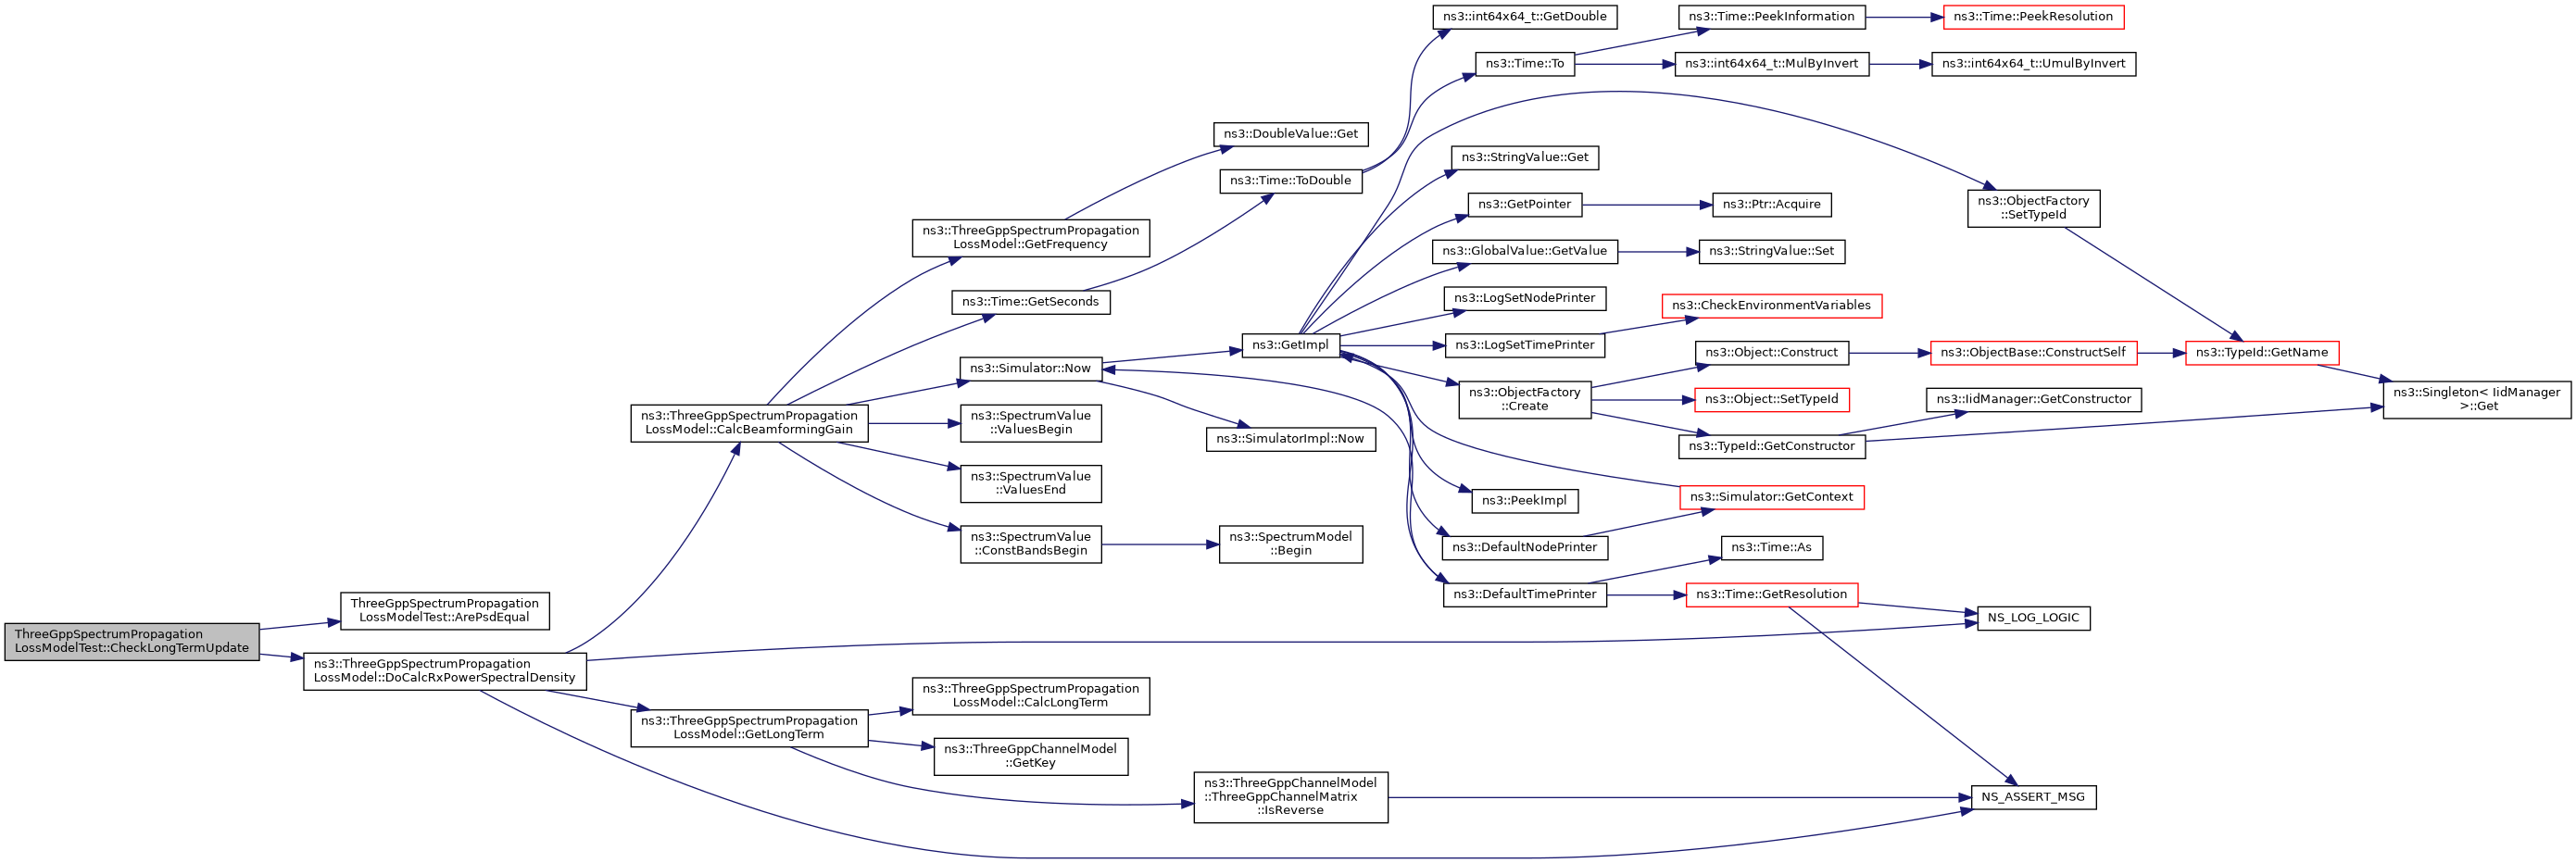 ns3::int64x64_t::GetDouble
ns3::Time::PeekInformation
ns3::Time::PeekResolution
ns3::Time::To
ns3::int64x64_t::MulByInvert
ns3::int64x64_t::UmulByInvert
ns3::DoubleValue::Get
ns3::StringValue::Get
ns3::Time::ToDouble
ns3::GetPointer
ns3::Ptr::Acquire
ns3::ObjectFactory
::SetTypeId
ns3::ThreeGppSpectrumPropagation
LossModel::GetFrequency
ns3::GlobalValue::GetValue
ns3::StringValue::Set
ns3::Time::GetSeconds
ns3::LogSetNodePrinter
ns3::CheckEnvironmentVariables
ns3::GetImpl
ns3::LogSetTimePrinter
ns3::Object::Construct
ns3::ObjectBase::ConstructSelf
ns3::TypeId::GetName
ns3::Simulator::Now
ns3::ObjectFactory
::Create
ns3::Object::SetTypeId
ns3::IidManager::GetConstructor
ns3::Singleton< IidManager
>::Get
ns3::ThreeGppSpectrumPropagation
LossModel::CalcBeamformingGain
ns3::SpectrumValue
::ValuesBegin
ns3::SimulatorImpl::Now
ns3::TypeId::GetConstructor
ns3::SpectrumValue
::ValuesEnd
ns3::PeekImpl
ns3::Simulator::GetContext
ns3::SpectrumValue
::ConstBandsBegin
ns3::SpectrumModel
::Begin
ns3::DefaultNodePrinter
ns3::Time::As
ns3::DefaultTimePrinter
ns3::Time::GetResolution
NS_LOG_LOGIC
ThreeGppSpectrumPropagation
LossModelTest::ArePsdEqual
ThreeGppSpectrumPropagation
LossModelTest::CheckLongTermUpdate
ns3::ThreeGppSpectrumPropagation
LossModel::DoCalcRxPowerSpectralDensity
ns3::ThreeGppSpectrumPropagation
LossModel::CalcLongTerm
ns3::ThreeGppSpectrumPropagation
LossModel::GetLongTerm
ns3::ThreeGppChannelModel
::GetKey
ns3::ThreeGppChannelModel
::ThreeGppChannelMatrix
::IsReverse
NS_ASSERT_MSG